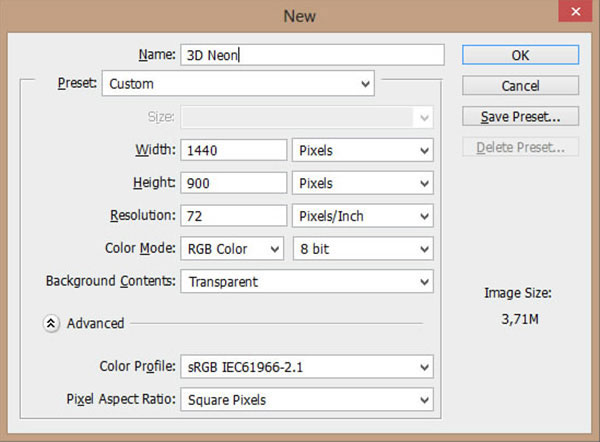 New
Name: 3D Neon
OK
Preset: Custom
Cancel
Size:
Save Preset...
Width: 1440 Pixels
Delete Preset...
Height: 900 Pixels
Resolution: 72 Pixels/Inch
Color Mode: RGB Color 8 bit
Background Contents: Transparent
Image Size:
3,71M
Advanced
Color Profile: sRGB IEC61966-2.1
Pixel Aspect Ratio: Square Pixels